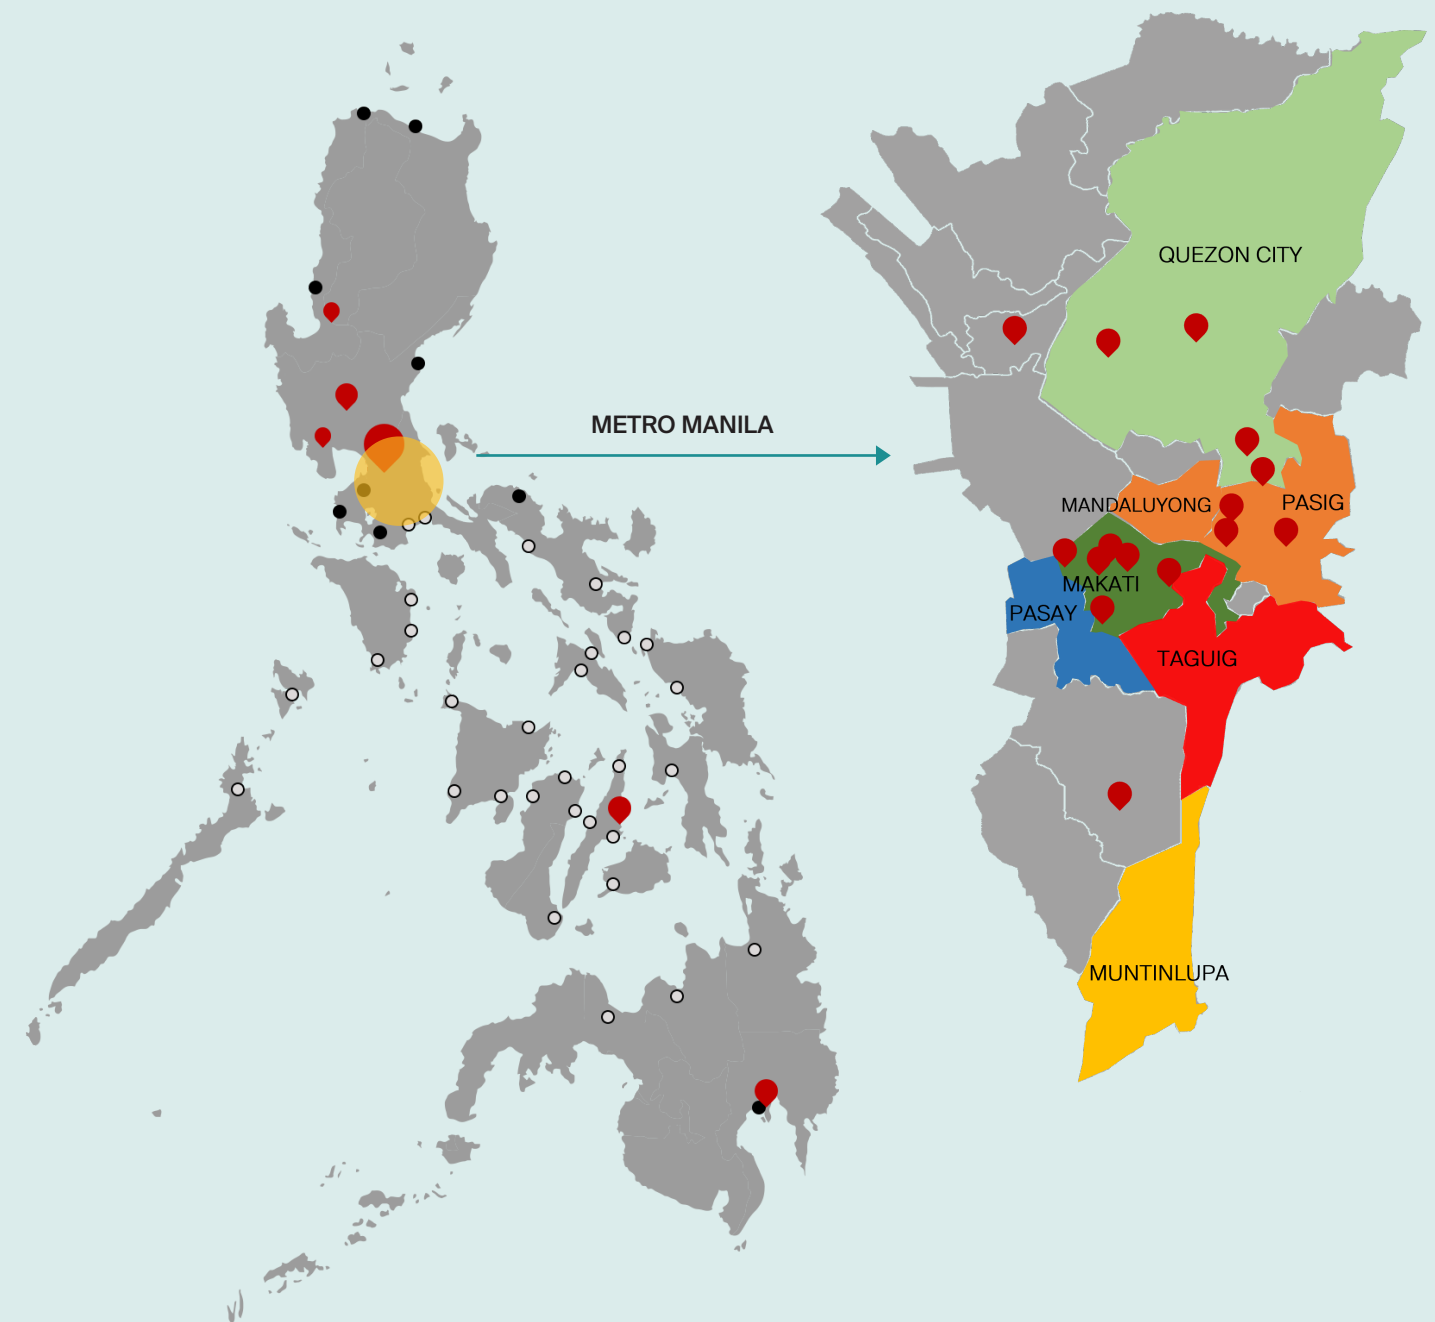 METRO MANILA
QUEZON CITY
MANDALUYONG
PASIG
MAKATI
PASAY
TAGUIG
MUNTINLUPA